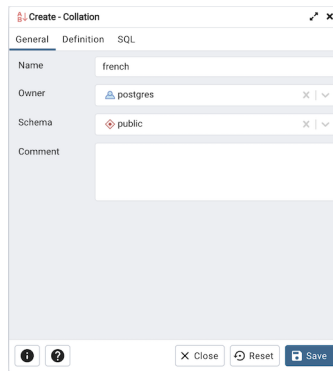 Create - Collation
General Definition SQL
Name french
Owner postgres
Schema public
Comment
Close Reset Save